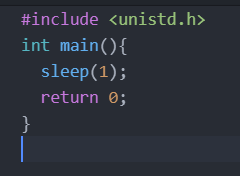 #include <unistd.h>
int main(){
  sleep(1);
  return 0;
}